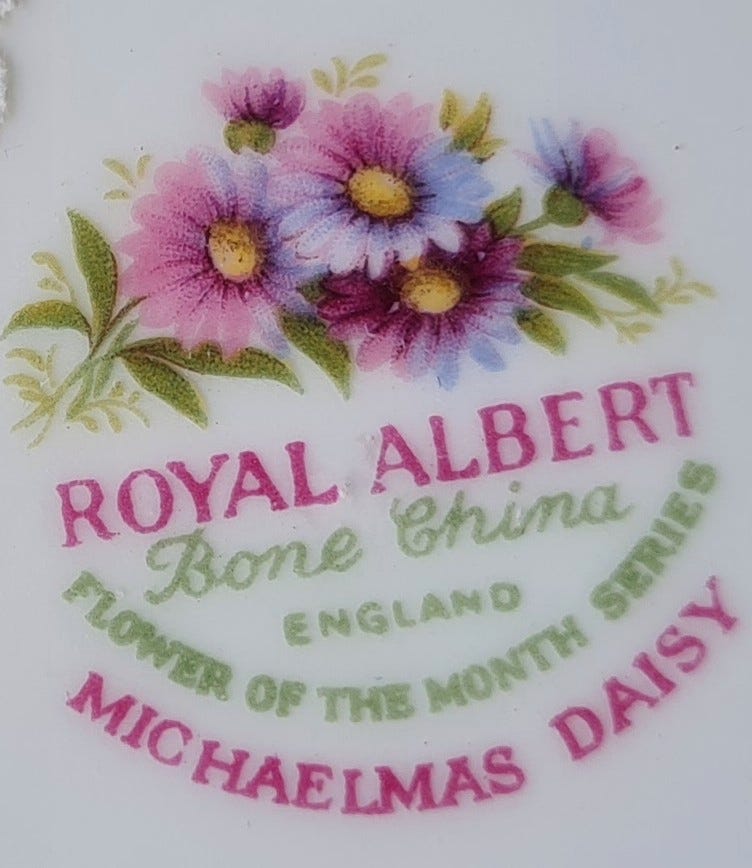 ROYAL ALBERT
Bone China
ENGLAND
FLOWER OF THE MONTH SERIES
MICHAELMAS DAISY